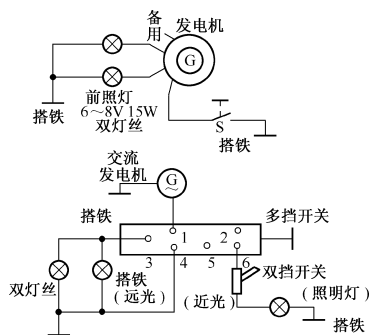 备用
发电机
G
前照灯
6～8V 15W
双灯丝
搭铁
S
搭铁
交流
发电机
G
～
搭铁
多挡开关
1
2
3
4
5
6
双灯丝
搭铁
(远光)
(近光)
双挡开关
(照明灯)
搭铁